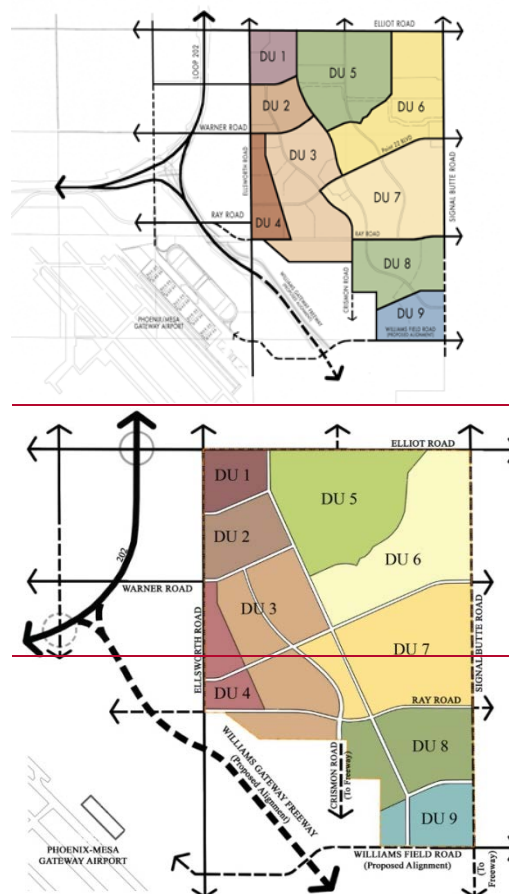 ELLIOT ROAD
LOOP 202
DU 1
DU 5
DU 2
DU 6
WARNER ROAD
Point 22 BLVD
ELLSWORTH ROAD
DU 3
SIGNAL BUTTE ROAD
DU 7
RAY ROAD
DU 4
RAY ROAD
DU 8
CRISMON ROAD
WILLIAMS GATEWAY FREEWAY
(PROPOSED ALIGNMENT)
PHOENIX-MESA
GATEWAY AIRPORT
DU 9
WILLIAMS FIELD ROAD
(PROPOSED ALIGNMENT)
ELLIOT ROAD
DU 1
DU 5
DU 2
202
DU 6
WARNER ROAD
DU 3
ELLSWORTH ROAD
SIGNAL BUTTE ROAD
DU 7
DU 4
RAY ROAD
WILLIAMS GATEWAY FREEWAY
(Proposed Alignment)
CRISMON ROAD
(To Freeway)
DU 8
DU 9
PHOENIX-MESA
GATEWAY AIRPORT
WILLIAMS FIELD ROAD
(Proposed Alignment)
(To
Freeway)